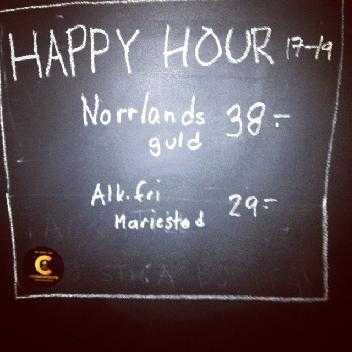 HAPPY HOUR 17-19
Norrlands guld 38:-
Alk.fri Mariestad 29:-